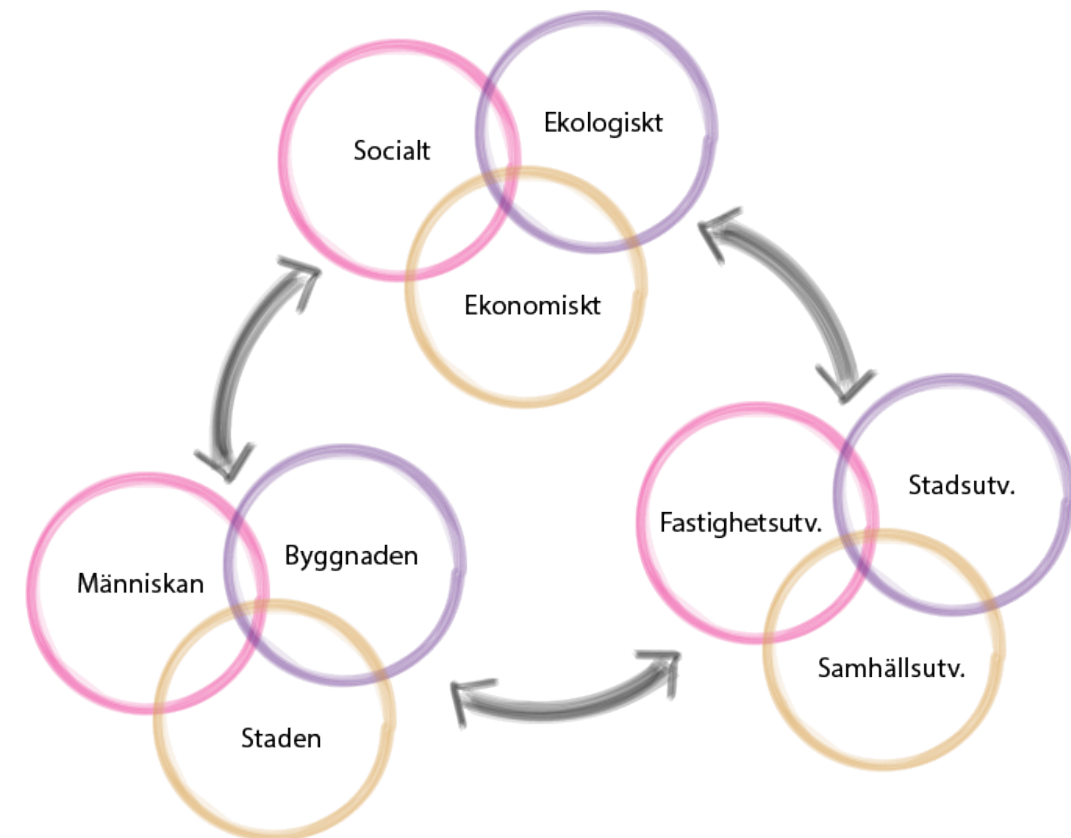 Socialt
Ekologiskt
Ekonomiskt
Människan
Byggnaden
Staden
Fastighetsutv.
Stadsutv.
Samhällsutv.